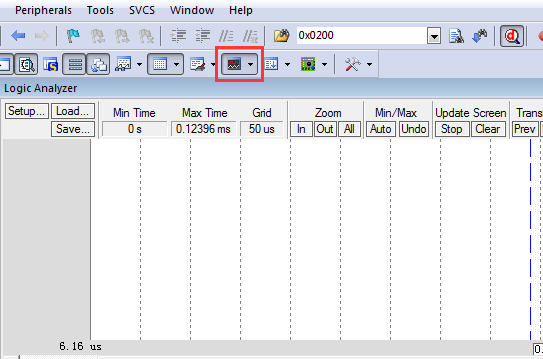 Peripherals Tools SVCS Window Help
0x0200
Logic Analyzer
Setup... Load... Min Time Max Time Grid Zoom Min/Max Update Screen Transi
Save... 0 s 0.12396 ms 50 us In Out All Auto Undo Stop Clear Prev
6.16 us
0.